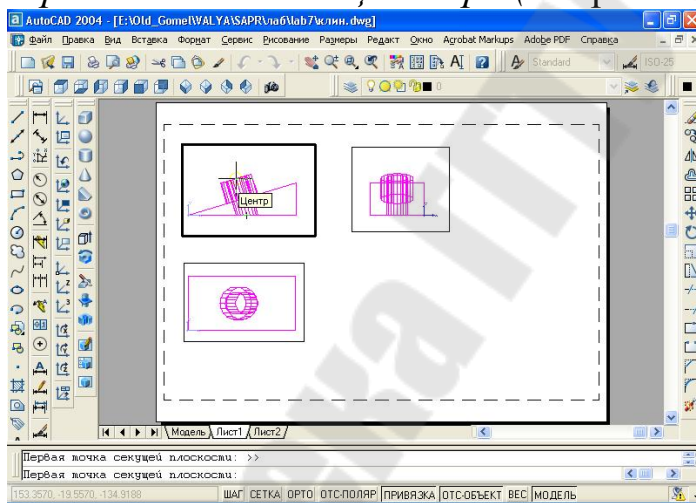 AutoCAD 2004 - [E:\Old_Gomel\WALYA\SAPR\лаб\lab7\клин.dwg]
Файл Правка Вид Вставка Формат Сервис Рисование Размеры Редакт Окно Acrobat Markups Adobe PDF Справка
Standard ISO-25
0
Центр
Модель Лист1 Лист2
Первая точка секущей плоскости: >>
Первая точка секущей плоскости:
153.3570, -19.5570, -134.9188 ШАГ СЕТКА ОРТО ОТС-ПОЛЯР ПРИВЯЗКА ОТС-ОБЪЕКТ ВЕС МОДЕЛЬ